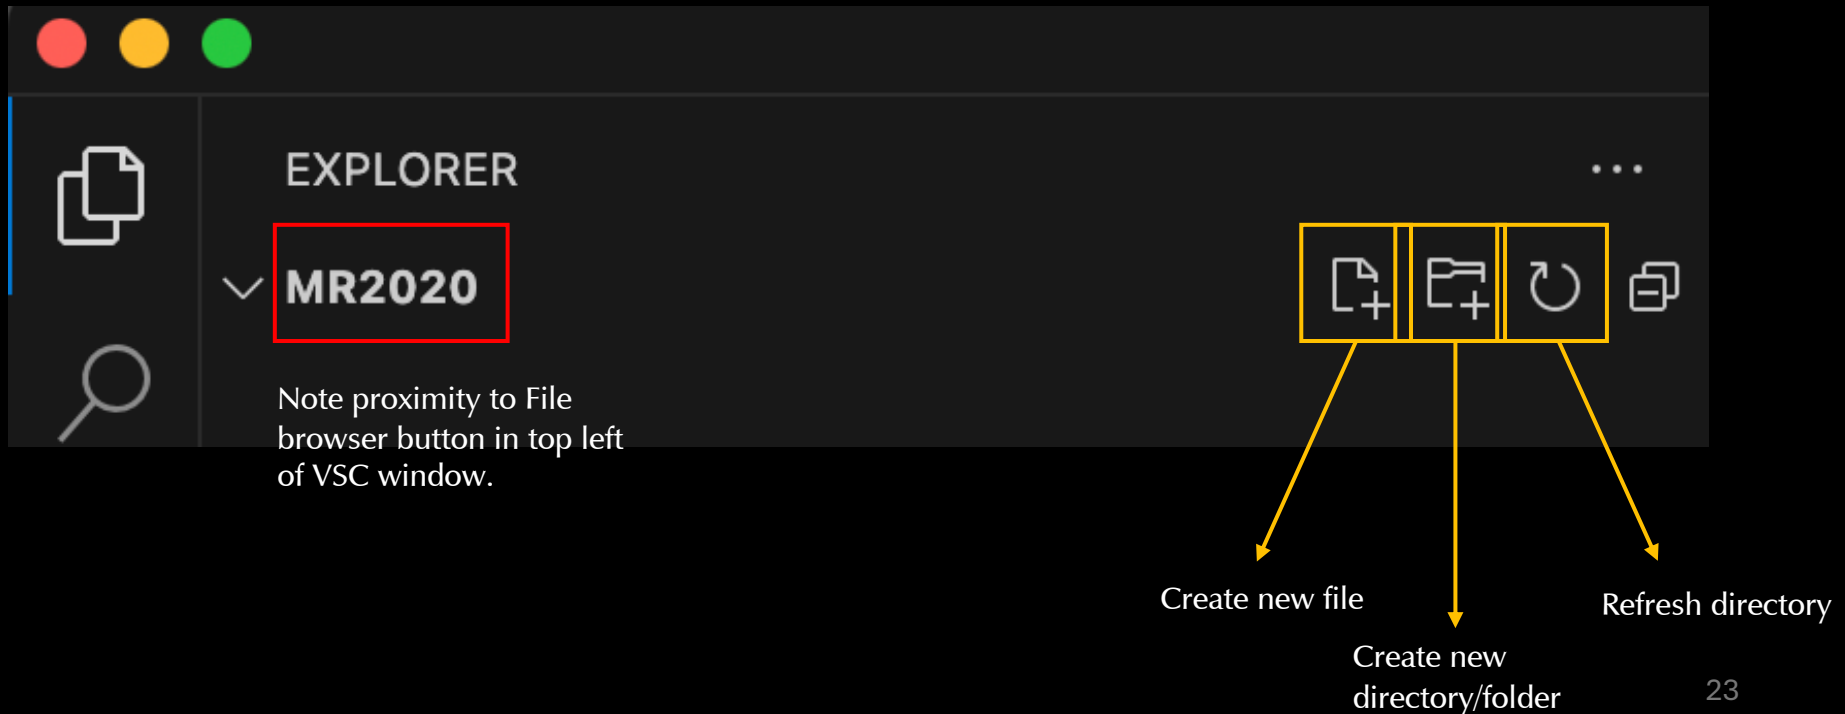 EXPLORER
MR2020
Note proximity to File
browser button in top left
of VSC window.
Create new file
Create new
directory/folder
Refresh directory
23